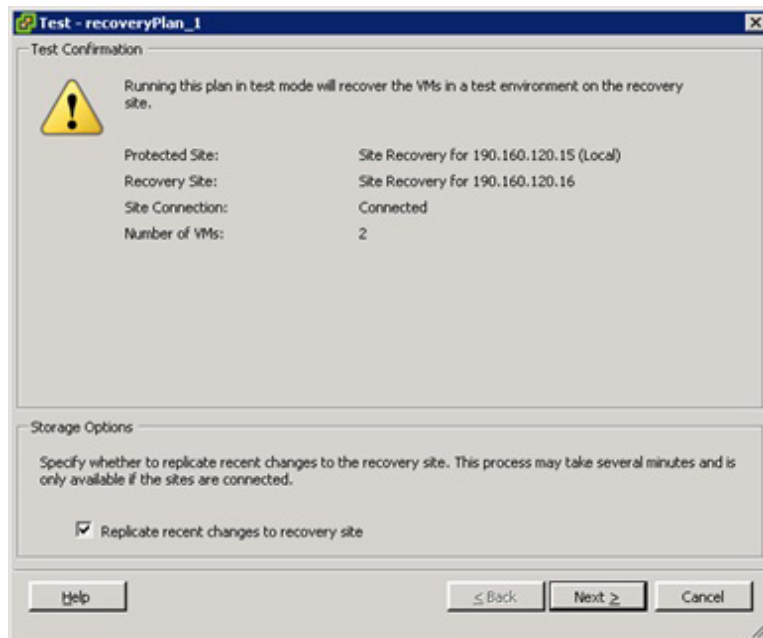 Test - recoveryPlan_1
Test Confirmation
Running this plan in test mode will recover the VMs in a test environment on the recovery
site.
Protected Site: Site Recovery for 190.160.120.15 (Local)
Recovery Site: Site Recovery for 190.160.120.16
Site Connection: Connected
Number of VMs: 2
Storage Options
Specify whether to replicate recent changes to the recovery site. This process may take several minutes and is
only available if the sites are connected.
Replicate recent changes to recovery site
Help
< Back
Next >
Cancel